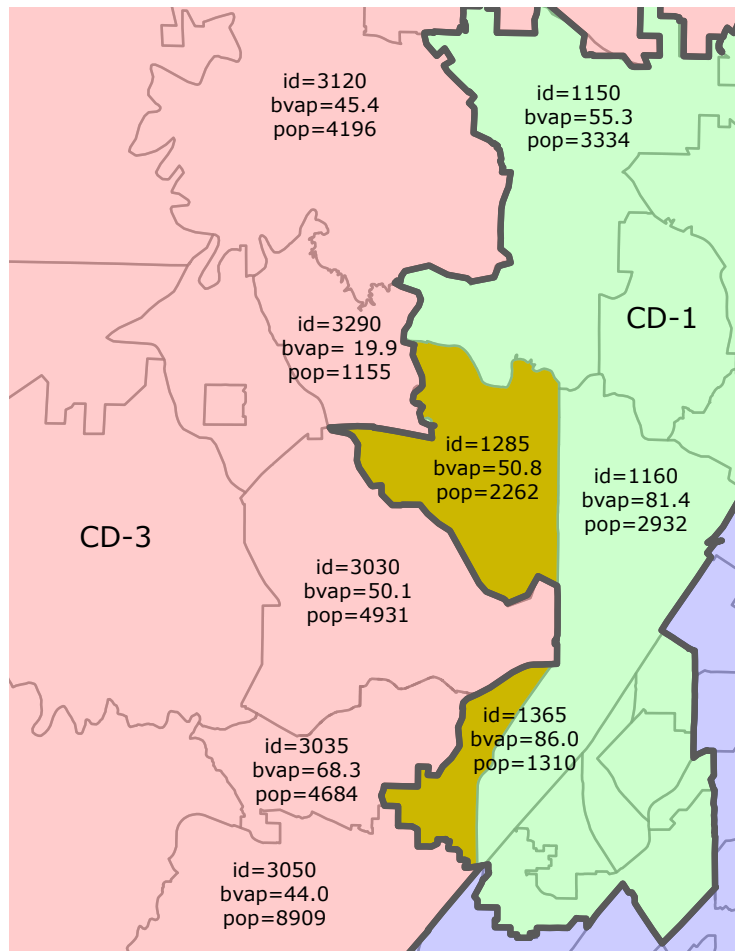 id=3120
bvap=45.4
pop=4196
id=1150
bvap=55.3
pop=3334
id=3290
bvap= 19.9
pop=1155
CD-1
id=1285
bvap=50.8
pop=2262
id=1160
bvap=81.4
pop=2932
CD-3
id=3030
bvap=50.1
pop=4931
id=1365
bvap=86.0
pop=1310
id=3035
bvap=68.3
pop=4684
id=3050
bvap=44.0
pop=8909